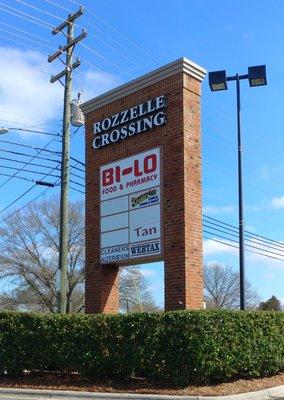 ROZZELLE
CROSSING
BI-LO
FOOD & PHARMACY
Tan
CLEANERS
ALTERATION
WEBTAX